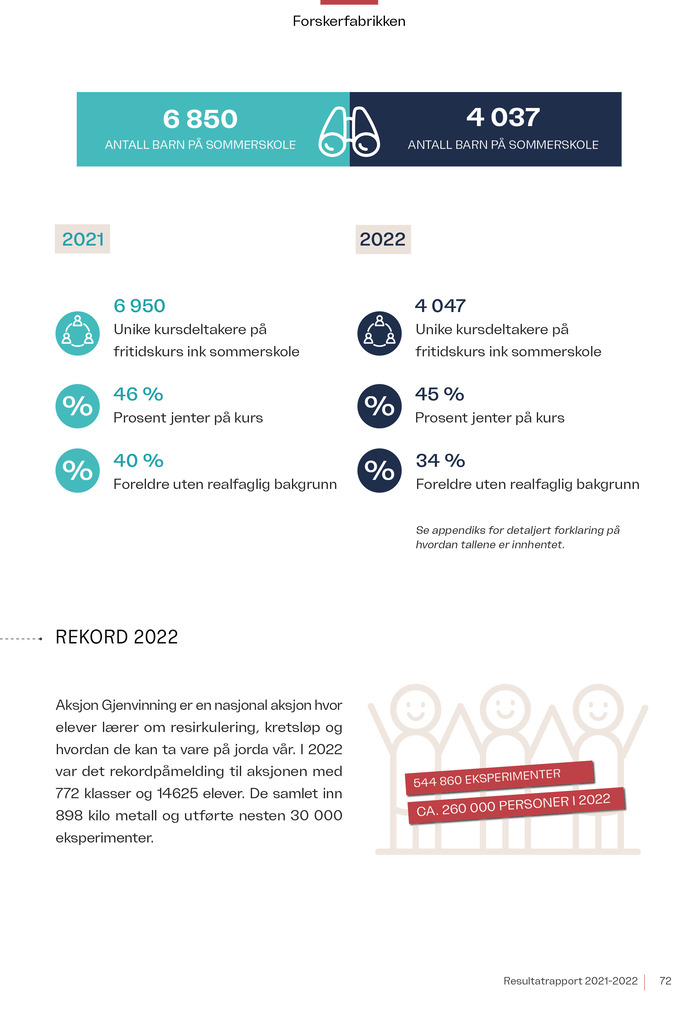 Forskerfabrikken
6 850
ANTALL BARN PÅ SOMMERSKOLE
4 037
ANTALL BARN PÅ SOMMERSKOLE
2021
6 950
Unike kursdeltakere på
fritidskurs ink sommerskole
%
46 %
Prosent jenter på kurs
%
40 %
Foreldre uten realfaglig bakgrunn
2022
4 047
Unike kursdeltakere på
fritidskurs ink sommerskole
%
45 %
Prosent jenter på kurs
%
34 %
Foreldre uten realfaglig bakgrunn
Se appendiks for detaljert forklaring på
hvordan tallene er innhentet.
REKORD 2022
Aksjon Gjenvinning er en nasjonal aksjon hvor
elever lærer om resirkulering, kretsløp og
hvordan de kan ta vare på jorda vår. I 2022
var det rekordpåmelding til aksjonen med
772 klasser og 14625 elever. De samlet inn
898 kilo metall og utførte nesten 30 000
eksperimenter.
544 860 EKSPERIMENTER
CA. 260 000 PERSONER I 2022
Resultatrapport 2021-2022
72